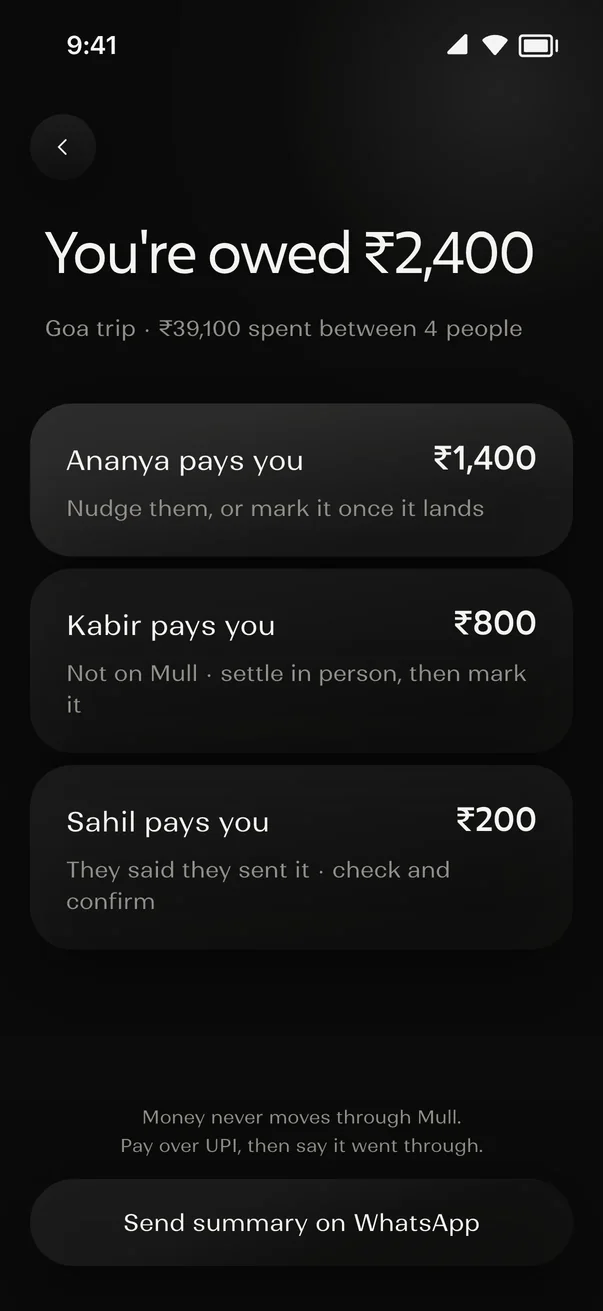 9:41
You're owed ₹2,400
Goa trip · ₹39,100 spent between 4 people
Ananya pays you ₹1,400
Nudge them, or mark it once it lands
Kabir pays you ₹800
Not on Mull · settle in person, then mark
it
Sahil pays you ₹200
They said they sent it · check and
confirm
Money never moves through Mull.
Pay over UPI, then say it went through.
Send summary on WhatsApp